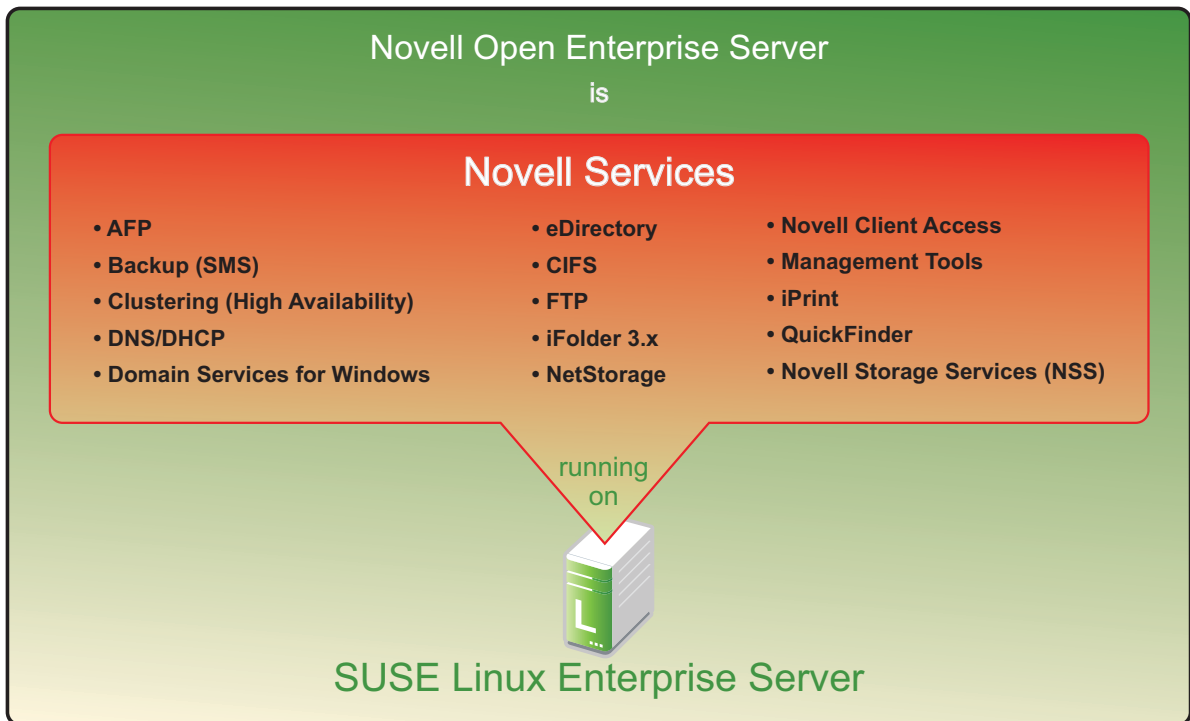 Novell Open Enterprise Server
is
Novell Services
• AFP
• Backup (SMS)
• Clustering (High Availability)
• DNS/DHCP
• Domain Services for Windows
• eDirectory
• CIFS
• FTP
• iFolder 3.x
• NetStorage
• Novell Client Access
• Management Tools
• iPrint
• QuickFinder
• Novell Storage Services (NSS)
running
on
L
SUSE Linux Enterprise Server